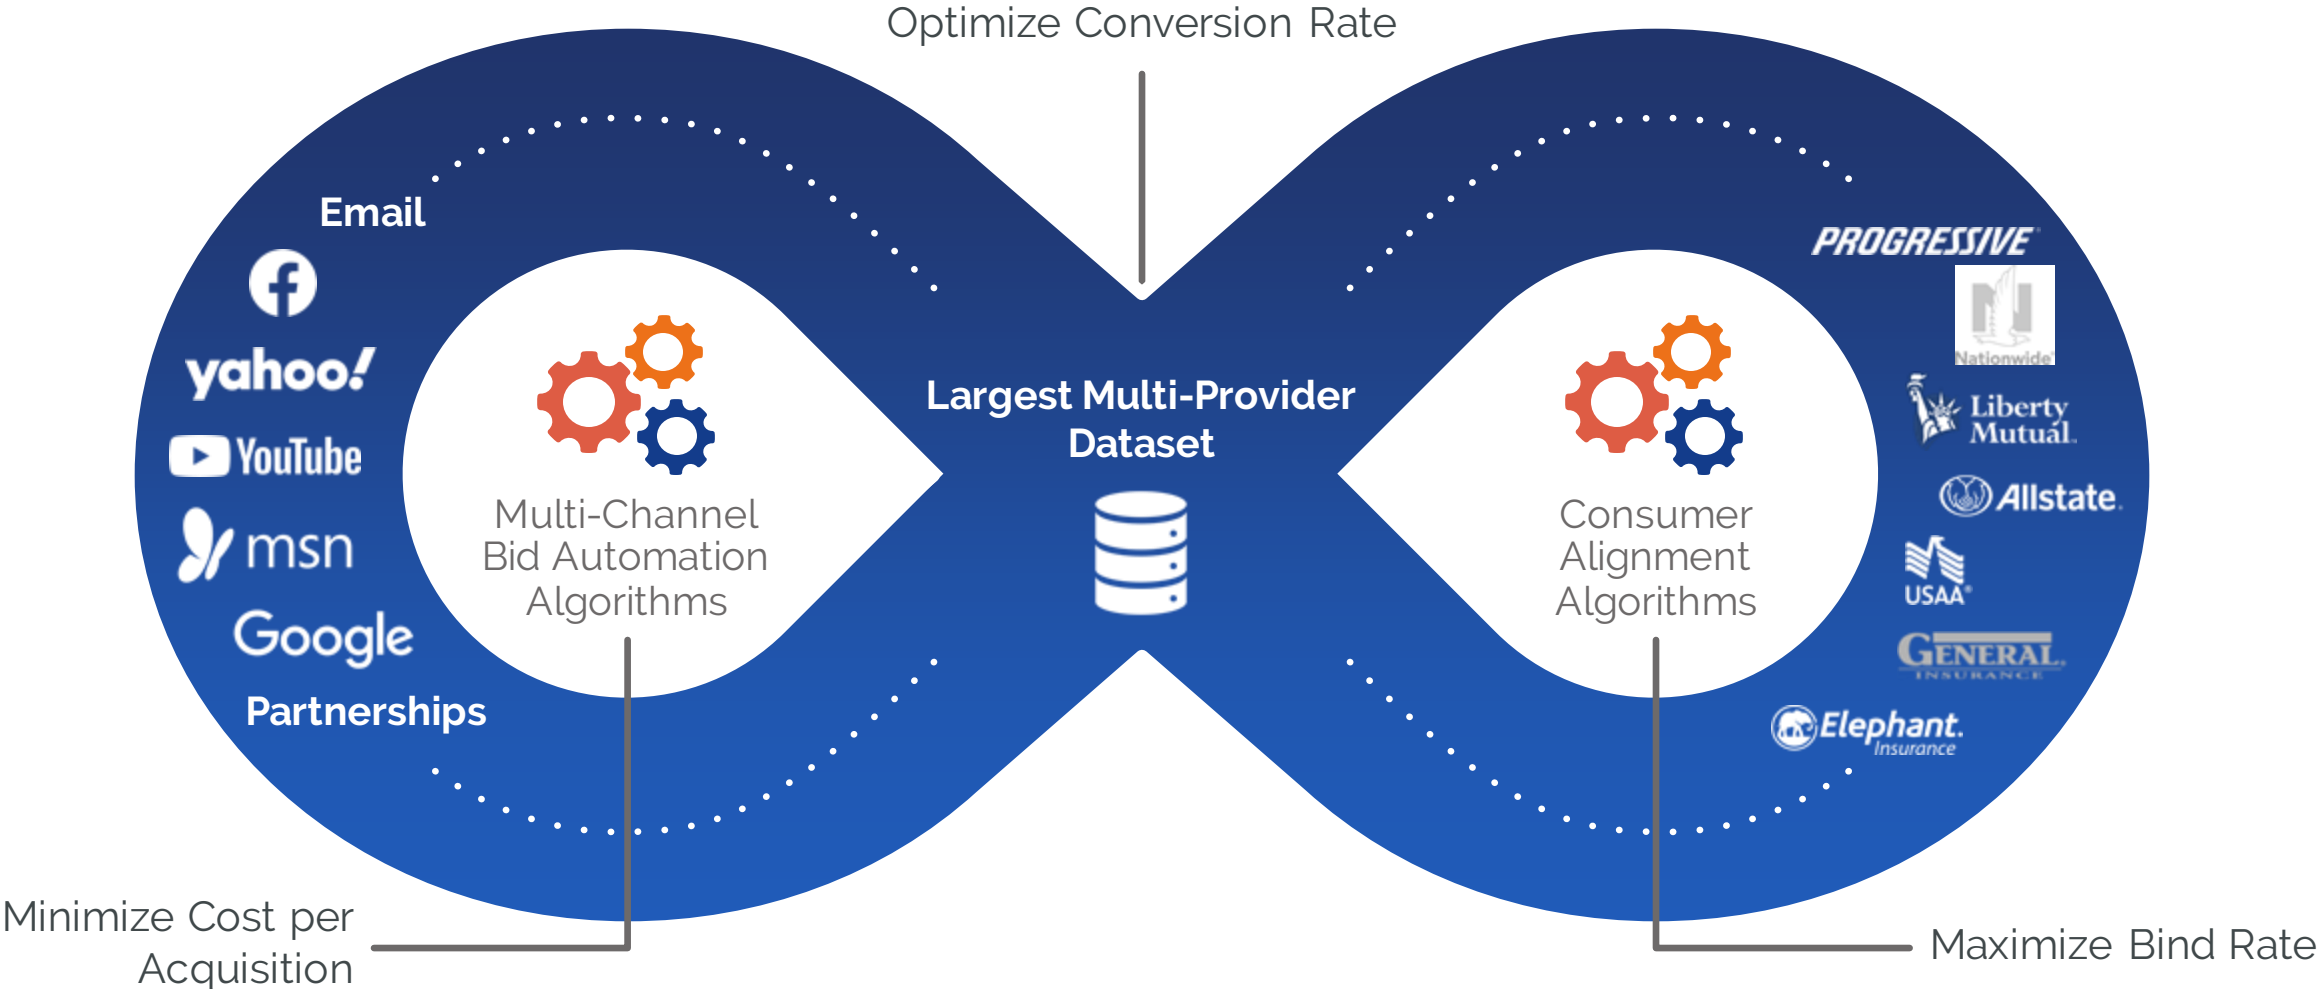 Optimize Conversion Rate
Email
yahoo!
YouTube
msn
Google
Partnerships
Multi-Channel
Bid Automation
Algorithms
Minimize Cost per
Acquisition
Largest Multi-Provider
Dataset
Consumer
Alignment
Algorithms
Maximize Bind Rate
PROGRESSIVE
Nationwide®
Liberty
Mutual
Allstate
USAA®
GENERAL
INSURANCE
Elephant.
Insurance